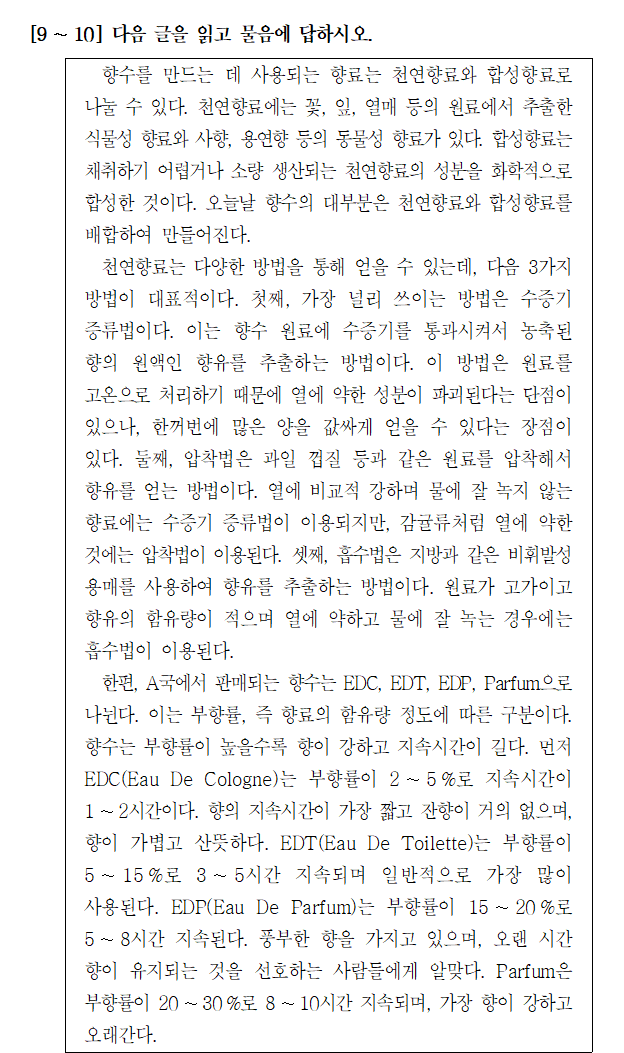 [9 ~ 10] 다음 글을 읽고 물음에 답하시오.
향수를 만드는 데 사용되는 향료는 천연향료와 합성향료로
나눌 수 있다. 천연향료에는 꽃, 잎, 열매 등의 원료에서 추출한
식물성 향료와 사향, 용연향 등의 동물성 향료가 있다. 합성향료는
채취하기 어렵거나 소량 생산되는 천연향료의 성분을 화학적으로
합성한 것이다. 오늘날 향수의 대부분은 천연향료와 합성향료를
배합하여 만들어진다.
천연향료는 다양한 방법을 통해 얻을 수 있는데, 다음 3가지
방법이 대표적이다. 첫째, 가장 널리 쓰이는 방법은 수증기
증류법이다. 이는 향수 원료에 수증기를 통과시켜서 농축된
향의 원액인 향유를 추출하는 방법이다. 이 방법은 원료를
고온으로 처리하기 때문에 열에 약한 성분이 파괴된다는 단점이
있으나, 한꺼번에 많은 양을 값싸게 얻을 수 있다는 장점이
있다. 둘째, 압착법은 과일 껍질 등과 같은 원료를 압착해서
향유를 얻는 방법이다. 열에 비교적 강하며 물에 잘 녹지 않는
향료에는 수증기 증류법이 이용되지만, 감귤류처럼 열에 약한
것에는 압착법이 이용된다. 셋째, 흡수법은 지방과 같은 비휘발성
용매를 사용하여 향유를 추출하는 방법이다. 원료가 고가이고
향유의 함유량이 적으며 열에 약하고 물에 잘 녹는 경우에는
흡수법이 이용된다.
한편, A국에서 판매되는 향수는 EDC, EDT, EDP, Parfum으로
나뉜다. 이는 부향률, 즉 향료의 함유량 정도에 따른 구분이다.
향수는 부향률이 높을수록 향이 강하고 지속시간이 길다. 먼저
EDC(Eau De Cologne)는 부향률이 2 ~ 5 %로 지속시간이
1 ~ 2시간이다. 향의 지속시간이 가장 짧고 잔향이 거의 없으며,
향이 가볍고 산뜻하다. EDT(Eau De Toilette)는 부향률이
5 ~ 15 %로 3 ~ 5시간 지속되며 일반적으로 가장 많이
사용된다. EDP(Eau De Parfum)는 부향률이 15 ~ 20 %로
5 ~ 8시간 지속된다. 풍부한 향을 가지고 있으며, 오랜 시간
향이 유지되는 것을 선호하는 사람들에게 알맞다. Parfum은
부향률이 20 ~ 30 %로 8 ~ 10시간 지속되며, 가장 향이 강하고
오래간다.